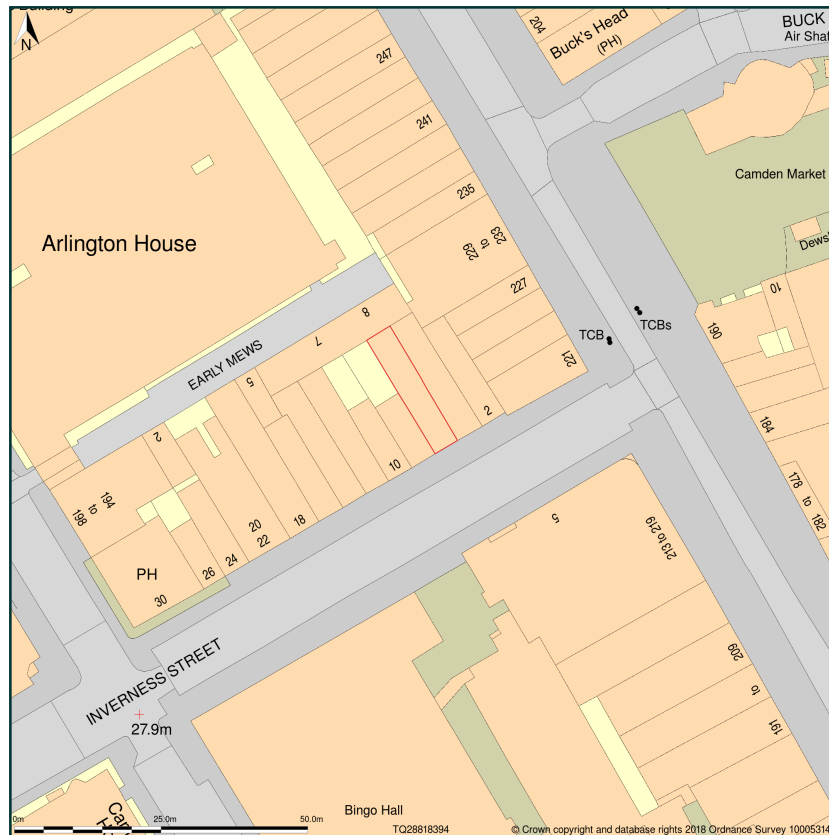 Building
N
204
Buck's Head
(PH)
BUCK
Air Shaf
247
241
235
233
to
229
227
221
Camden Market
10
190
184
178
to
182
TCB
TCBs
Arlington House
EARLY MEWS
8
7
5
2
2
10
18
20
22
24
26
30
PH
194
to
198
5
213 to 219
209
to
191
INVERNESS STREET
27.9m
Bingo Hall
0m
25.0m
50.0m
TQ28818394
© Crown copyright and database rights 2018 Ordnance Survey 10005314